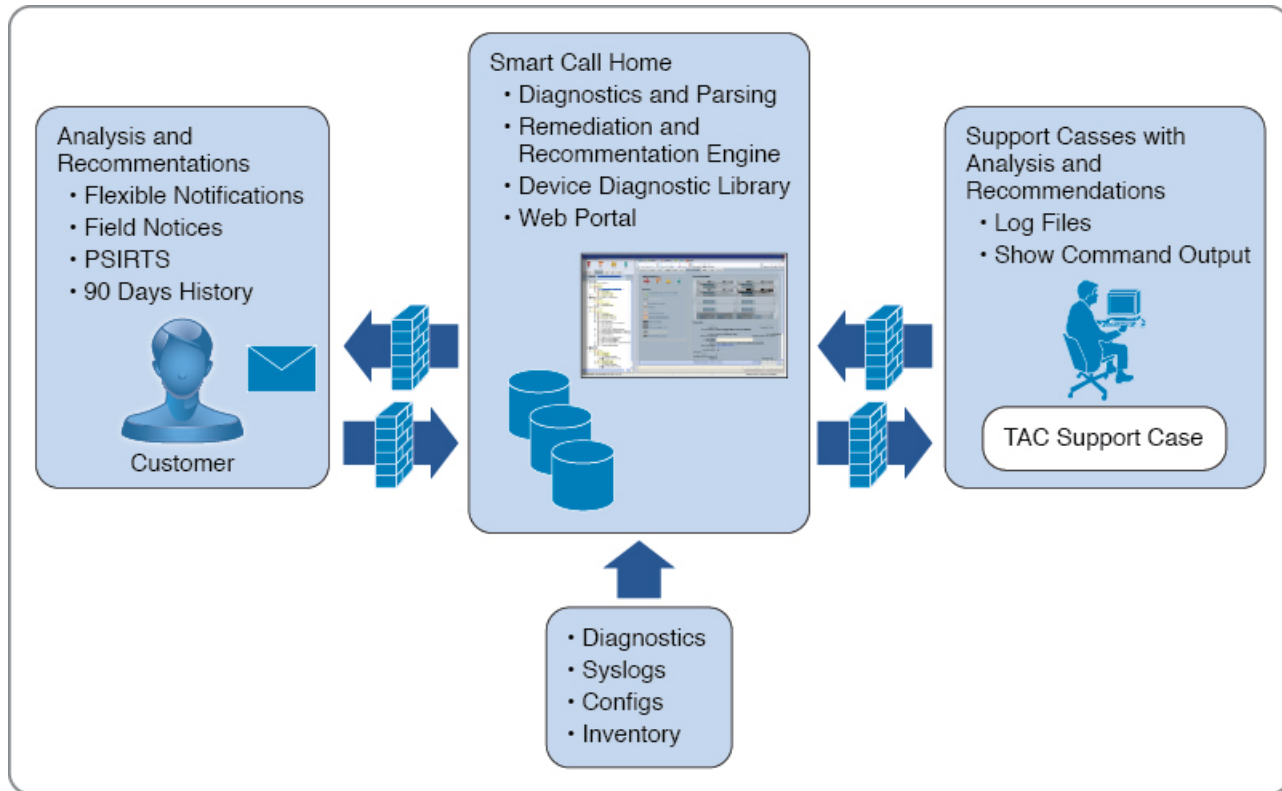 Analysis and
Recommentations
• Flexible Notifications
• Field Notices
• PSIRTS
• 90 Days History
Customer
Smart Call Home
• Diagnostics and Parsing
• Remediation and
Recommentation Engine
• Device Diagnostic Library
• Web Portal
Support Casses with
Analysis and
Recommendations
• Log Files
• Show Command Output
TAC Support Case
• Diagnostics
• Syslogs
• Configs
• Inventory